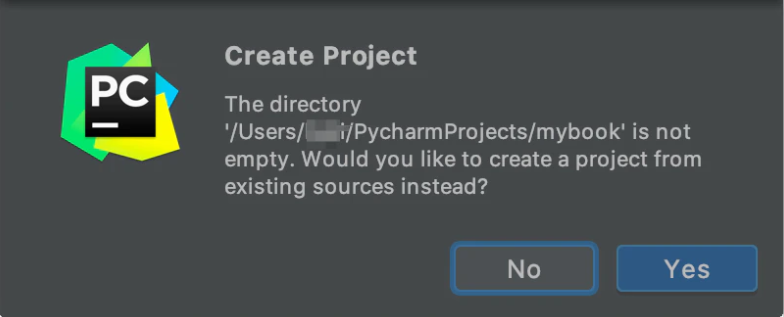 PC
Create Project
The directory
'/Users/ i/PycharmProjects/mybook' is not
empty. Would you like to create a project from
existing sources instead?
No
Yes